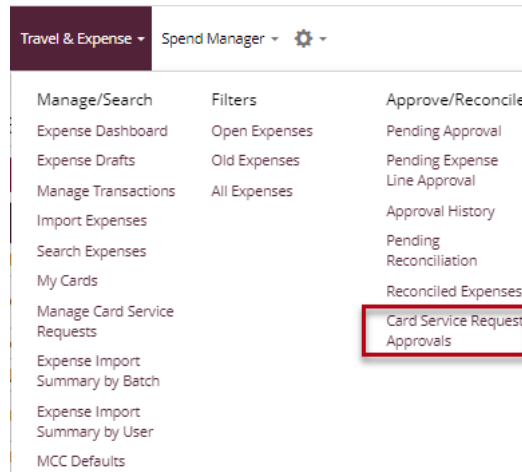 Travel & Expense Spend Manager
Manage/Search
Expense Dashboard
Expense Drafts
Manage Transactions
Import Expenses
Search Expenses
My Cards
Manage Card Service
Requests
Expense Import
Summary by Batch
Expense Import
Summary by User
MCC Defaults
Filters
Open Expenses
Old Expenses
All Expenses
Approve/Reconcile
Pending Approval
Pending Expense
Line Approval
Approval History
Pending
Reconciliation
Reconciled Expenses
Card Service Request
Approvals